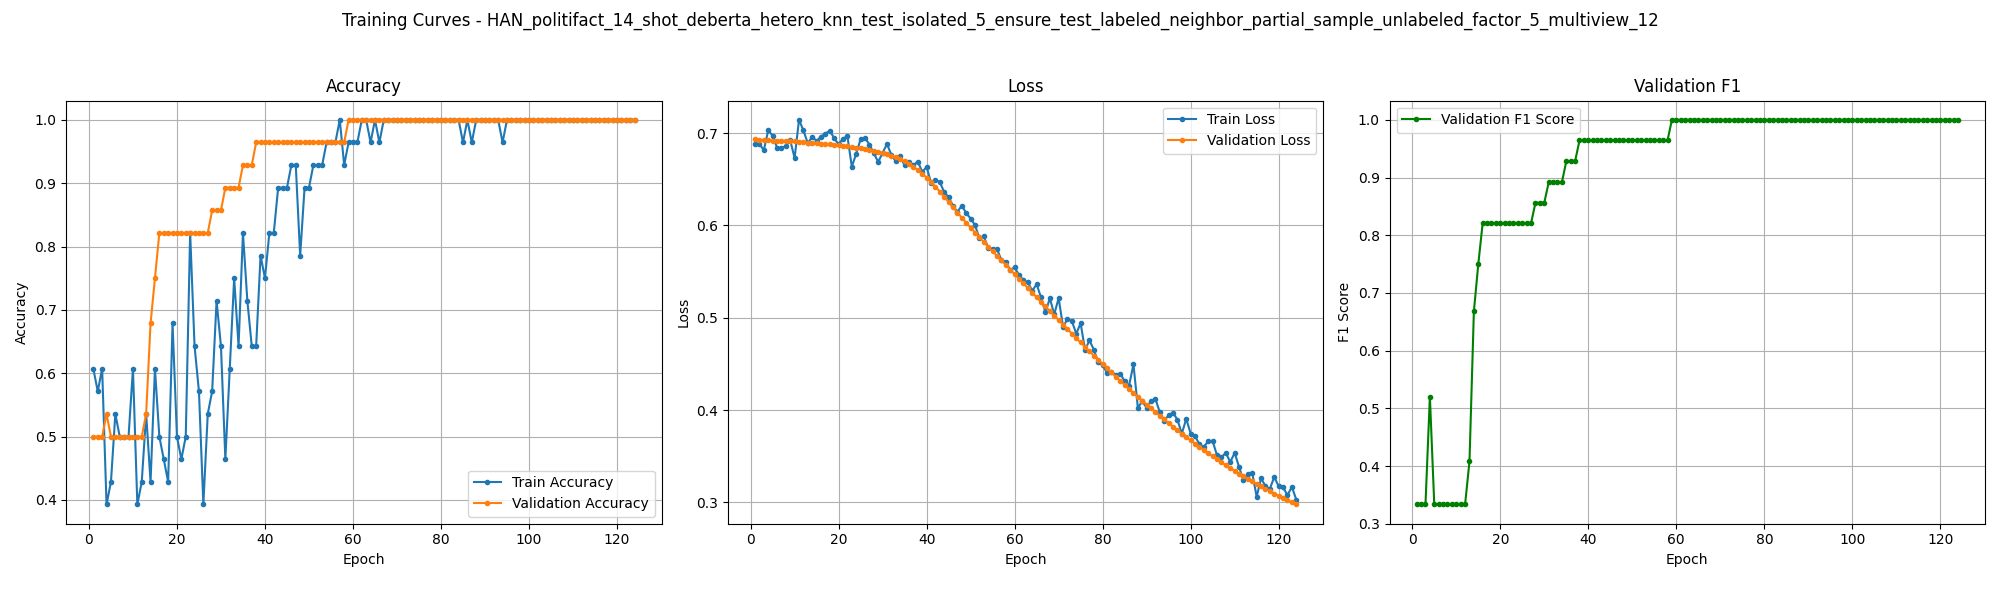 Training Curves - HAN_politifact_14_shot_deberta_hetero_knn_test_isolated_5_ensure_test_labeled_neighbor_partial_sample_unlabeled_factor_5_multiview_12
Accuracy
1.0
0.9
0.8
0.7
0.6
0.5
0.4
Accuracy
Train Accuracy
Validation Accuracy
0 20 40 60 80 100 120
Epoch
Loss
Train Loss
Validation Loss
0.7
0.6
0.5
0.4
0.3
Loss
0 20 40 60 80 100 120
Epoch
Validation F1
Validation F1 Score
1.0
0.9
0.8
0.7
0.6
0.5
0.4
0.3
F1 Score
0 20 40 60 80 100 120
Epoch